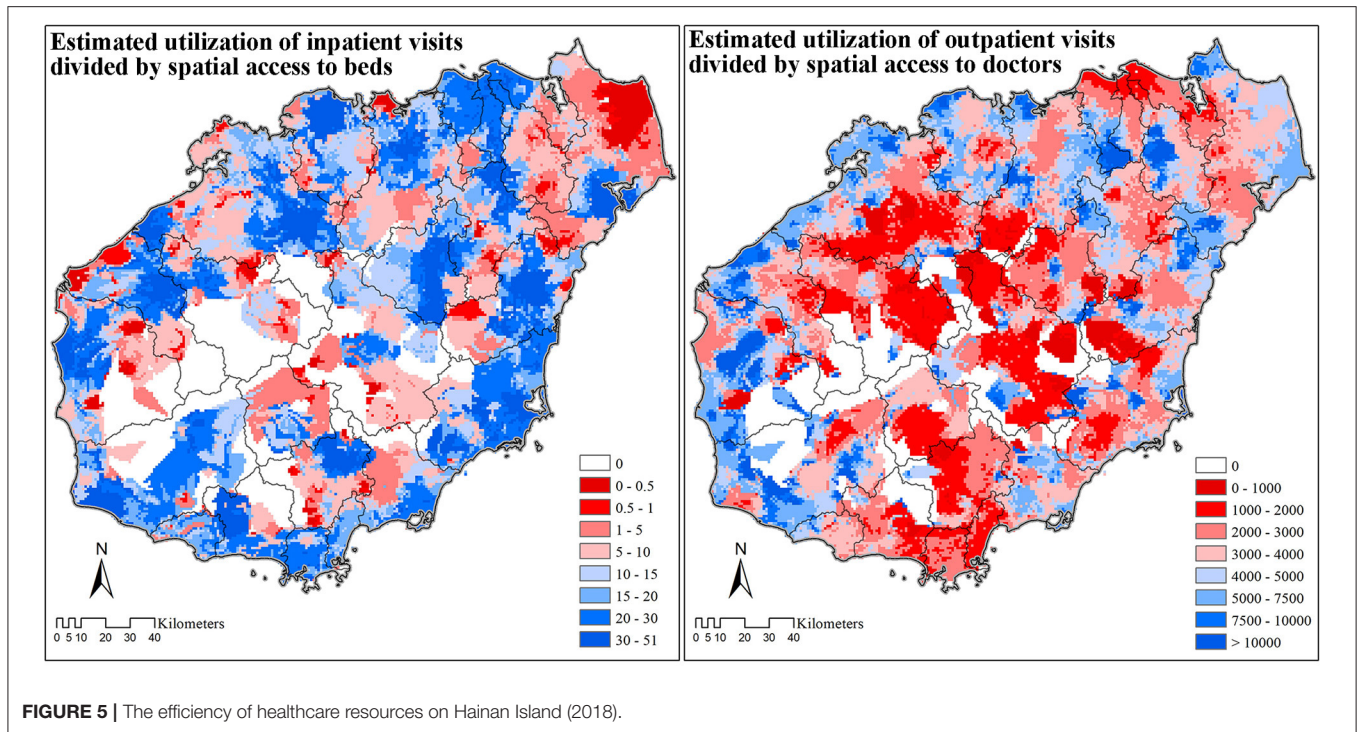 Estimated utilization of inpatient visits
divided by spatial access to beds
0
0 - 0.5
0.5 - 1
1 - 5
5 - 10
10 - 15
15 - 20
20 - 30
30 - 51
N
Kilometers
0 5 10 20 30 40
Estimated utilization of outpatient visits
divided by spatial access to doctors
0
0 - 1000
1000 - 2000
2000 - 3000
3000 - 4000
4000 - 5000
5000 - 7500
7500 - 10000
> 10000
N
Kilometers
0 5 10 20 30 40
FIGURE 5 | The efficiency of healthcare resources on Hainan Island (2018).